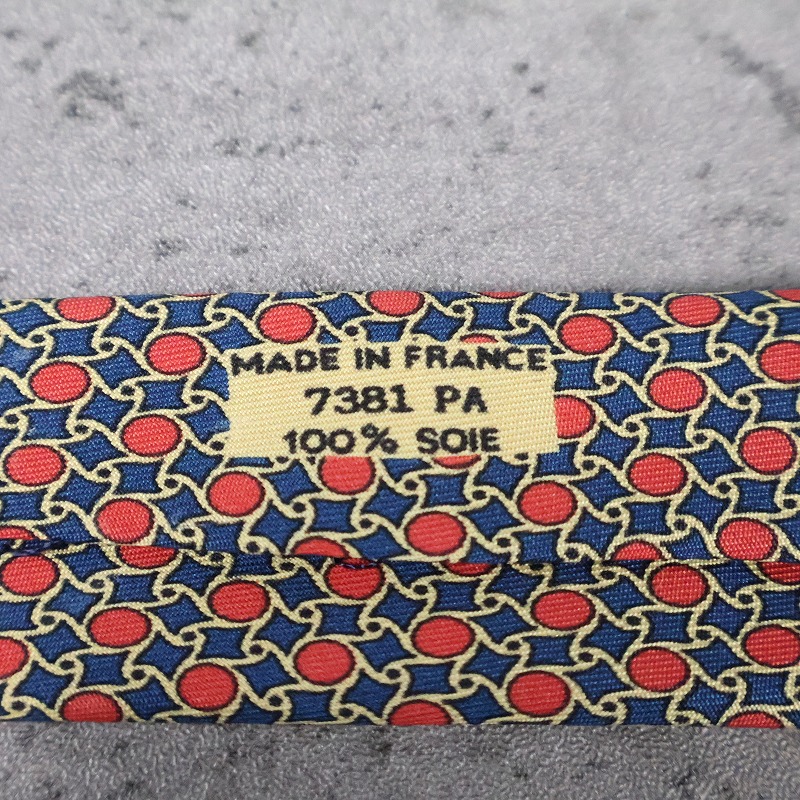 MADE IN FRANCE
7381 PA
100% SOIE